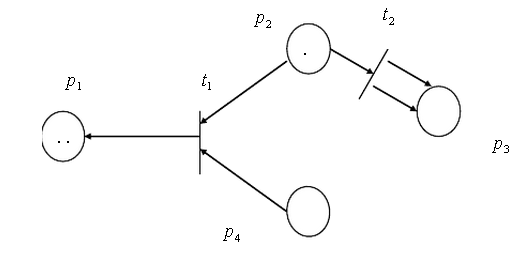 p₂
t₂
p₁
t₁
p₃
p₄